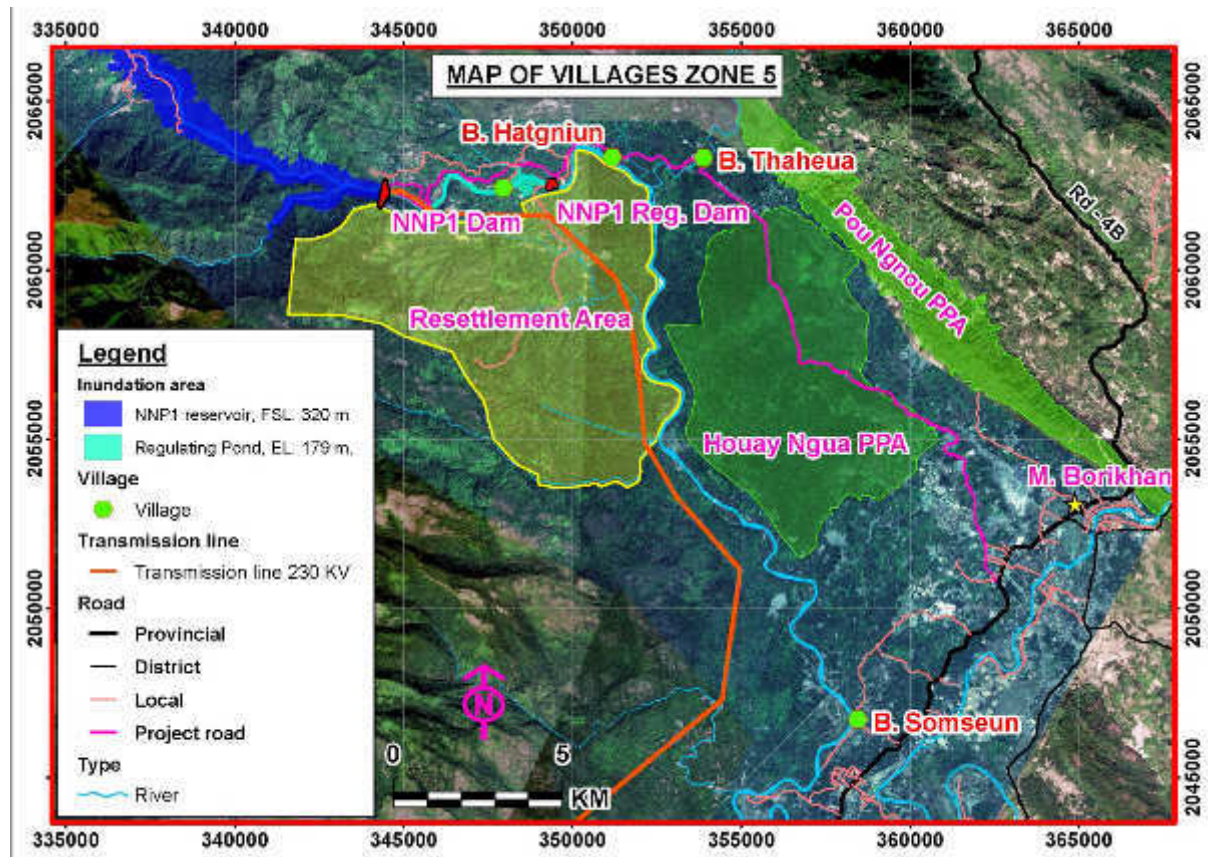 335000 340000 345000 350000 355000 360000 365000
MAP OF VILLAGES ZONE 5
2065000
2065000
B. Hatgniun
B. Thaheua
NNP1 Dam
NNP1 Reg. Dam
Rd - 4B
Pou Ngnou PPA
2060000
2060000
Resettlement Area
Houay Ngua PPA
2055000
2055000
M. Borikhan
2050000
2050000
B. Somseun
2045000
Legend
Inundation area
NNP1 reservoir, FSL: 320 m
Regulating Pond, EL: 179 m,
Village
Village
Transmission line
Transmission line 230 KV
Road
Provincial
District
Local
Project road
Type
River
N
0 5
KM
335000 340000 345000 350000 355000 360000 365000